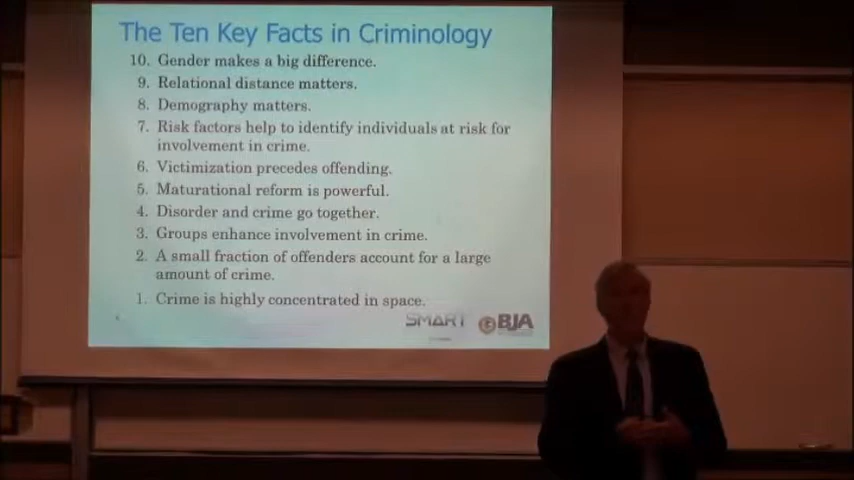 The Ten Key Facts in Criminology
10. Gender makes a big difference.
9. Relational distance matters.
8. Demography matters.
7. Risk factors help to identify individuals at risk for
involvement in crime.
6. Victimization precedes offending.
5. Maturational reform is powerful.
4. Disorder and crime go together.
3. Groups enhance involvement in crime.
2. A small fraction of offenders account for a large
amount of crime.
1. Crime is highly concentrated in space.
SMART BJA